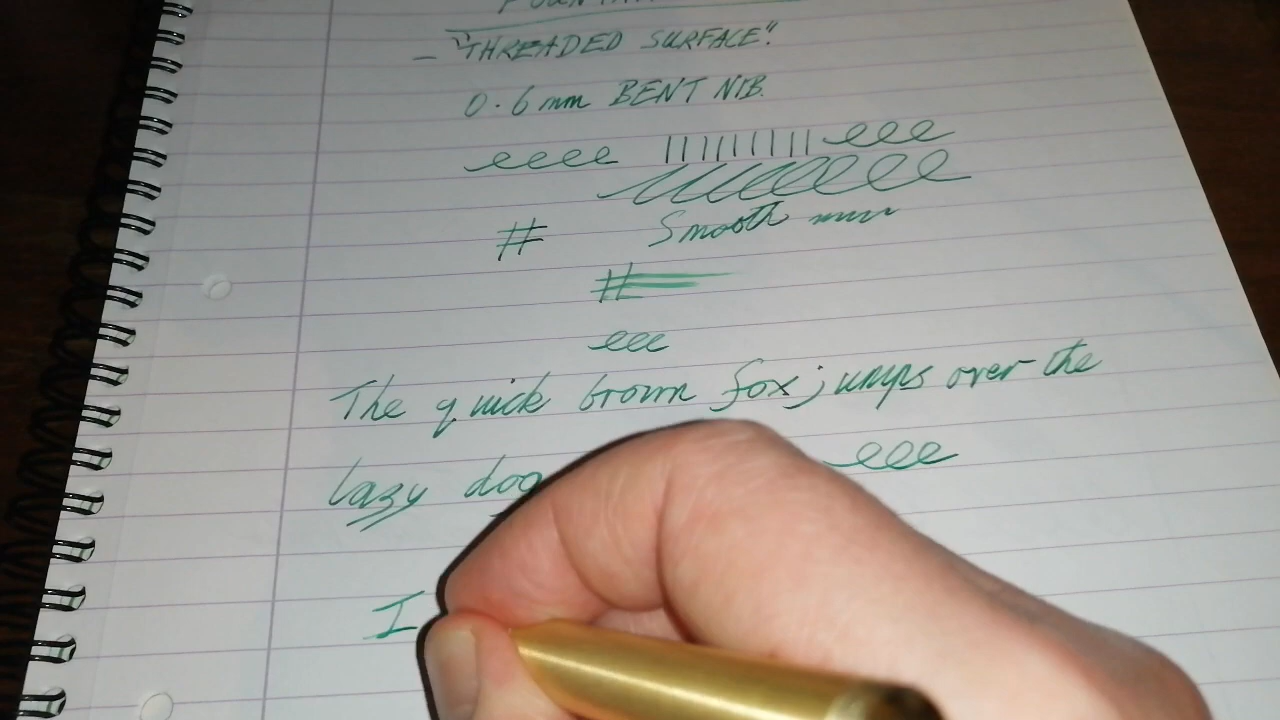 - "THREADED SURFACE".
0.6mm BENT NIB.
eeee ||||||||||| eee
# Smooth
#
eee
The quick brown fox jumps over the
lazy dog eee
I